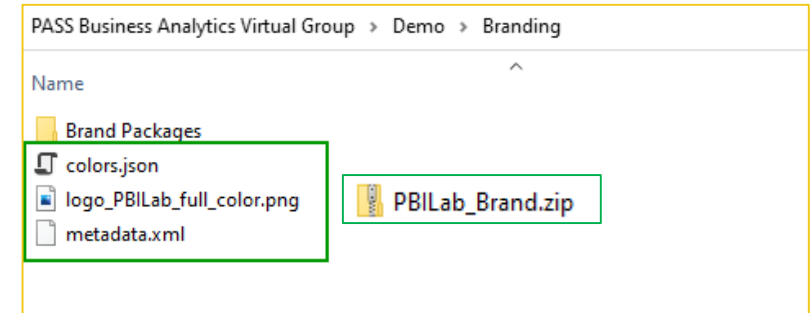 PASS Business Analytics Virtual Group > Demo > Branding
Name
Brand Packages
colors.json
logo_PBILab_full_color.png
PBILab_Brand.zip
metadata.xml